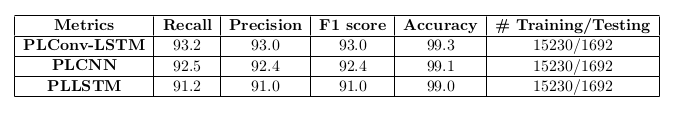 Metrics Recall Precision F1 score Accuracy # Training/Testing
PLConv-LSTM 93.2 93.0 93.0 99.3 15230/1692
PLCNN 92.5 92.4 92.4 99.1 15230/1692
PLLSTM 91.2 91.0 91.0 99.0 15230/1692